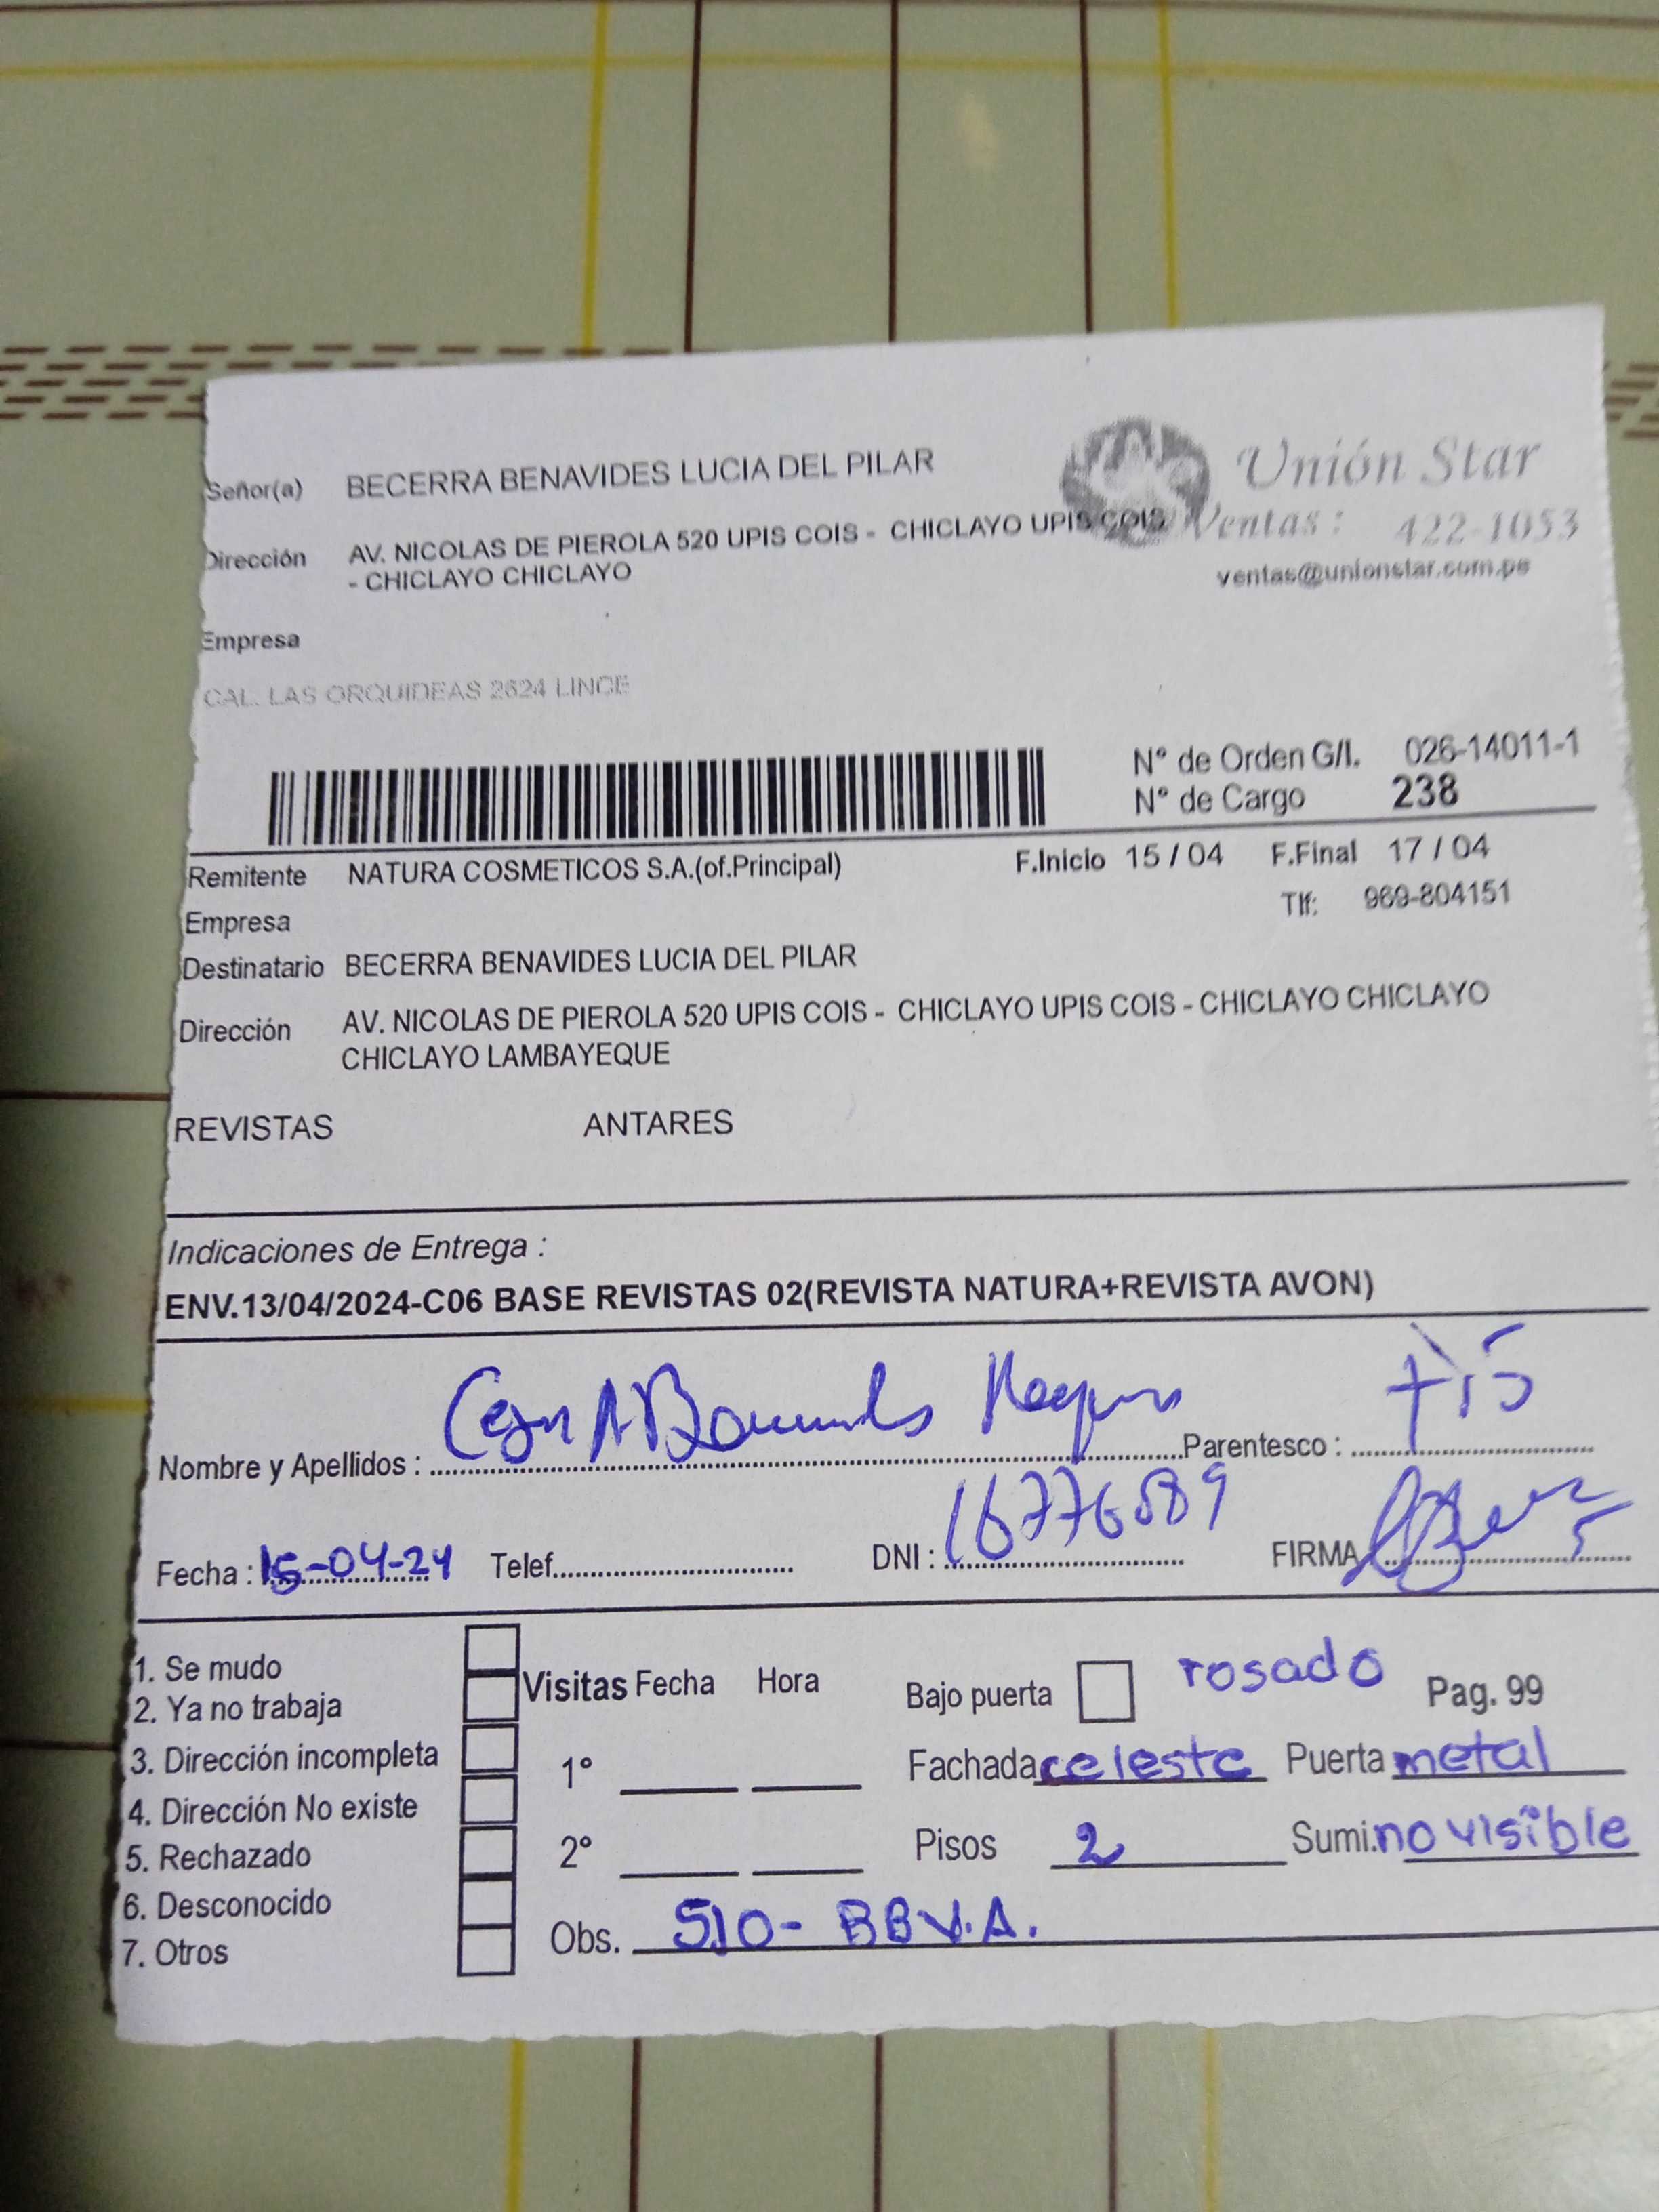 Señor(a) BECERRA BENAVIDES LUCIA DEL PILAR
Unión Star
Dirección AV. NICOLAS DE PIEROLA 520 UPIS COIS - CHICLAYO UPIS COIS
- CHICLAYO CHICLAYO
Ventas: 422-1053
ventas@unionstar.com.pe
Empresa
CAL. LAS ORQUIDEAS 2624 LINCE
Nº de Orden G/I. 026-14011-1
Nº de Cargo 238
Remitente NATURA COSMETICOS S.A.(of.Principal) F.Inicio 15 / 04 F.Final 17 / 04
Empresa Tlf: 969-804151
Destinatario BECERRA BENAVIDES LUCIA DEL PILAR
Dirección AV. NICOLAS DE PIEROLA 520 UPIS COIS - CHICLAYO UPIS COIS - CHICLAYO CHICLAYO
CHICLAYO LAMBAYEQUE
REVISTAS ANTARES
Indicaciones de Entrega :
ENV.13/04/2024-C06 BASE REVISTAS 02(REVISTA NATURA+REVISTA AVON)
Nombre y Apellidos : Parentesco :
Fecha : 15-04-24 Telef. DNI : 16776589 FIRMA
1. Se mudo
2. Ya no trabaja
3. Dirección incompleta
4. Dirección No existe
5. Rechazado
6. Desconocido
7. Otros
Visitas Fecha Hora
1º
2º
Bajo puerta rosado Pag. 99
Fachada celeste Puerta metal
Pisos 2 Sumi. no visible
Obs. 510- BBV.A.